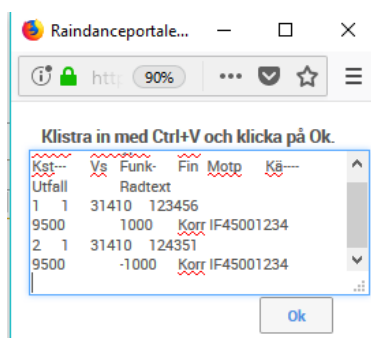 Raindanceportale...
http 90% ...
Klistra in med Ctrl+V och klicka på Ok.
Kst--- Vs Funk- Fin Motp Kä----
Utfall Radtext
1 1 31410 123456
9500 1000 Korr IF45001234
2 1 31410 124351
9500 -1000 Korr IF45001234
Ok